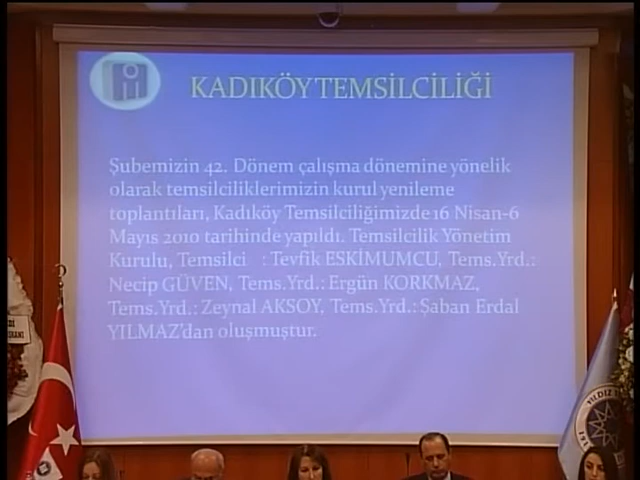 KADIKÖY TEMSİLCİLİĞİ
Şubemizin 42. Dönem çalışma dönemine yönelik
olarak temsilciliklerimizin kurul yenileme
toplantıları, Kadıköy Temsilciliğimizde 16 Nisan-6
Mayıs 2010 tarihinde yapıldı. Temsilcilik Yönetim
Kurulu, Temsilci : Tevfik ESKİMUMCU, Tems.Yrd.:
Necip GÜVEN, Tems.Yrd.: Ergün KORKMAZ,
Tems.Yrd.: Zeynal AKSOY, Tems.Yrd.: Şaban Erdal
YILMAZ'dan oluşmuştur.
YILDIZ